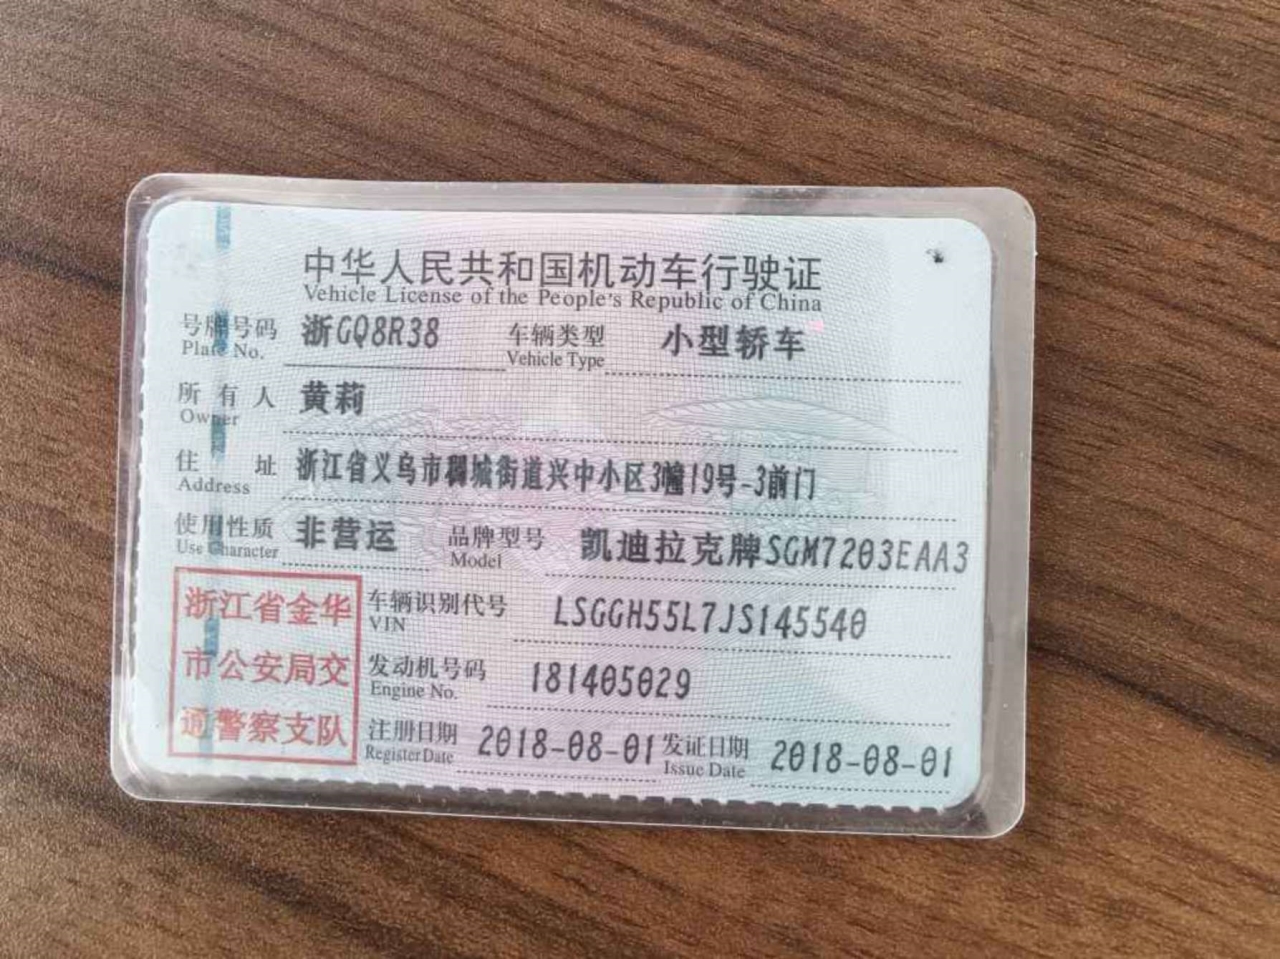 中华人民共和国机动车行驶证
Vehicle License of the People's Republic of China
号牌号码 浙GQ8R38 车辆类型 小型轿车
Plate No. Vehicle Type
所有人 黄莉
Owner
住址 浙江省义乌市稠城街道兴中小区3幢19号-3前门
Address
使用性质 非营运 品牌型号 凯迪拉克牌SGM7203EAA3
Use Character Model
浙江省金华
市公安局交
通警察支队
车辆识别代号 LSGGH55L7JS145540
VIN
发动机号码 181405029
Engine No.
注册日期 2018-08-01 发证日期 2018-08-01
Register Date Issue Date